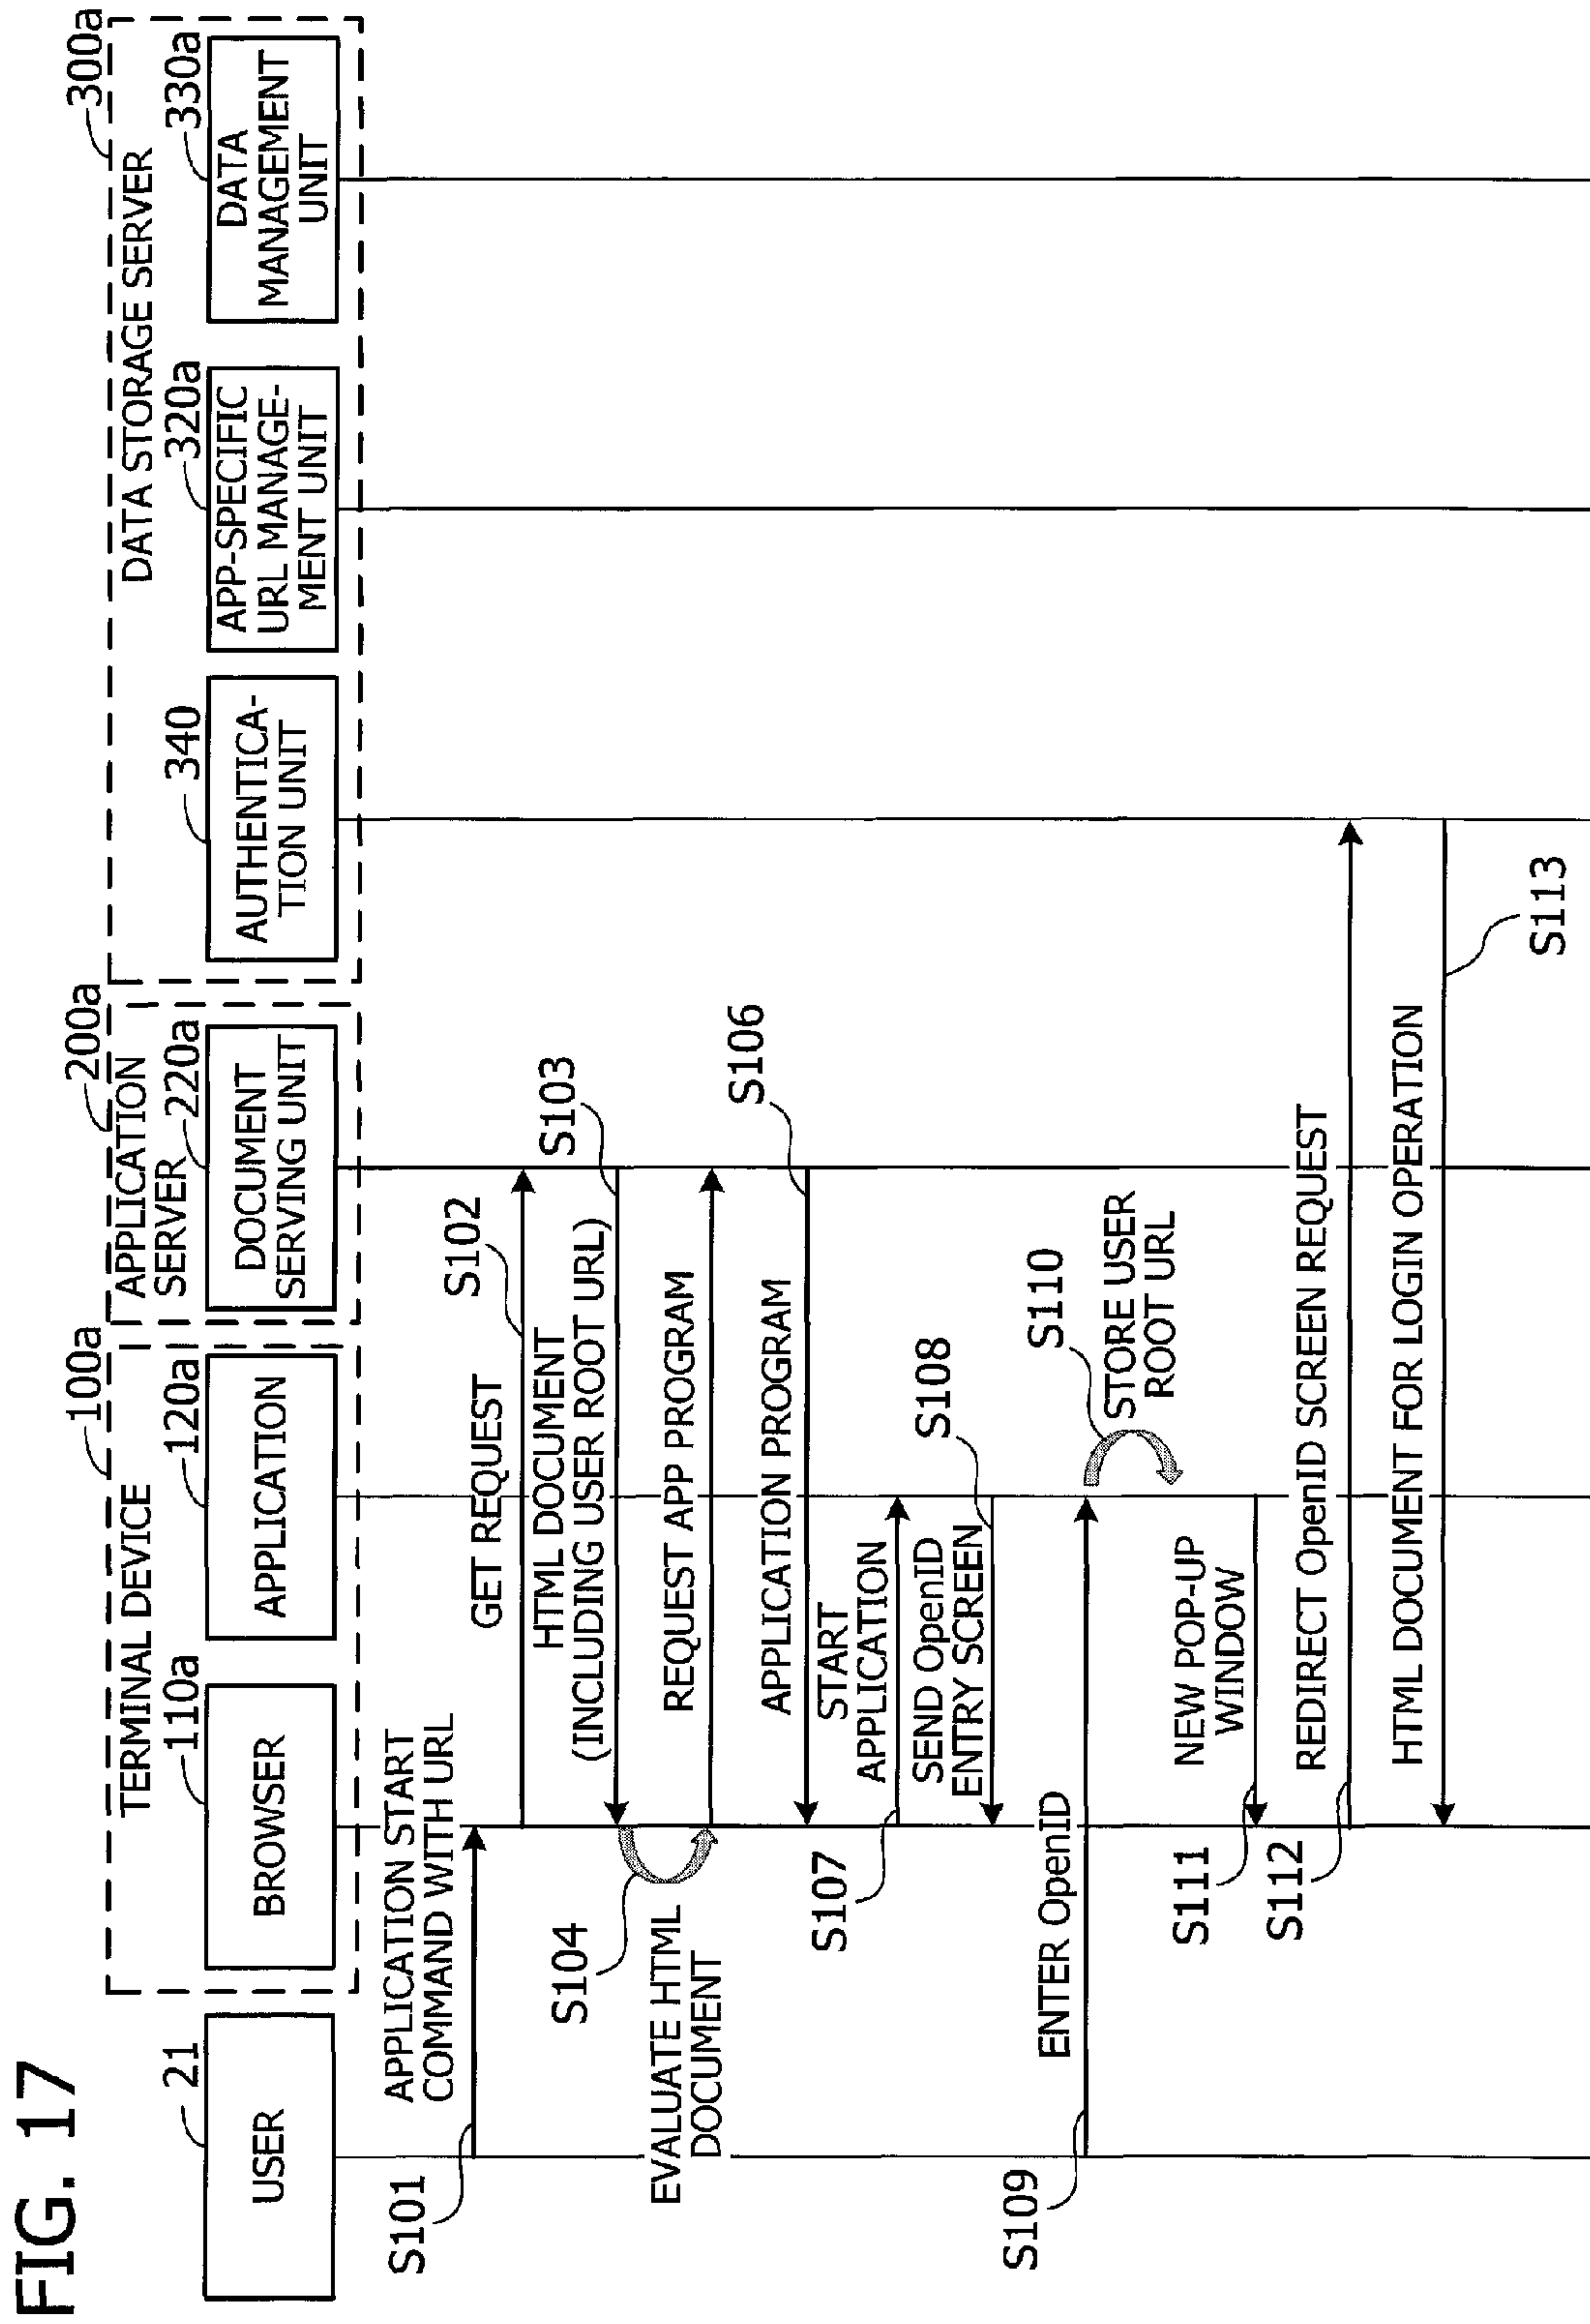 FIG. 17
300a
DATA STORAGE SERVER
200a
APPLICATION
SERVER
100a
TERMINAL DEVICE
21
USER
110a
BROWSER
120a
APPLICATION
220a
DOCUMENT
SERVING UNIT
340
AUTHENTICA-
TION UNIT
320a
APP-SPECIFIC
URL MANAGE-
MENT UNIT
330a
DATA
MANAGEMENT
UNIT
S101
APPLICATION START
COMMAND WITH URL
GET REQUEST
S102
HTML DOCUMENT
(INCLUDING USER ROOT URL)
S103
S104
EVALUATE HTML
DOCUMENT
REQUEST APP PROGRAM
APPLICATION PROGRAM
S106
S107
START
APPLICATION
SEND OpenID
ENTRY SCREEN
S108
S109
ENTER OpenID
S110
STORE USER
ROOT URL
S111
NEW POP-UP
WINDOW
S112
REDIRECT OpenID SCREEN REQUEST
HTML DOCUMENT FOR LOGIN OPERATION
S113